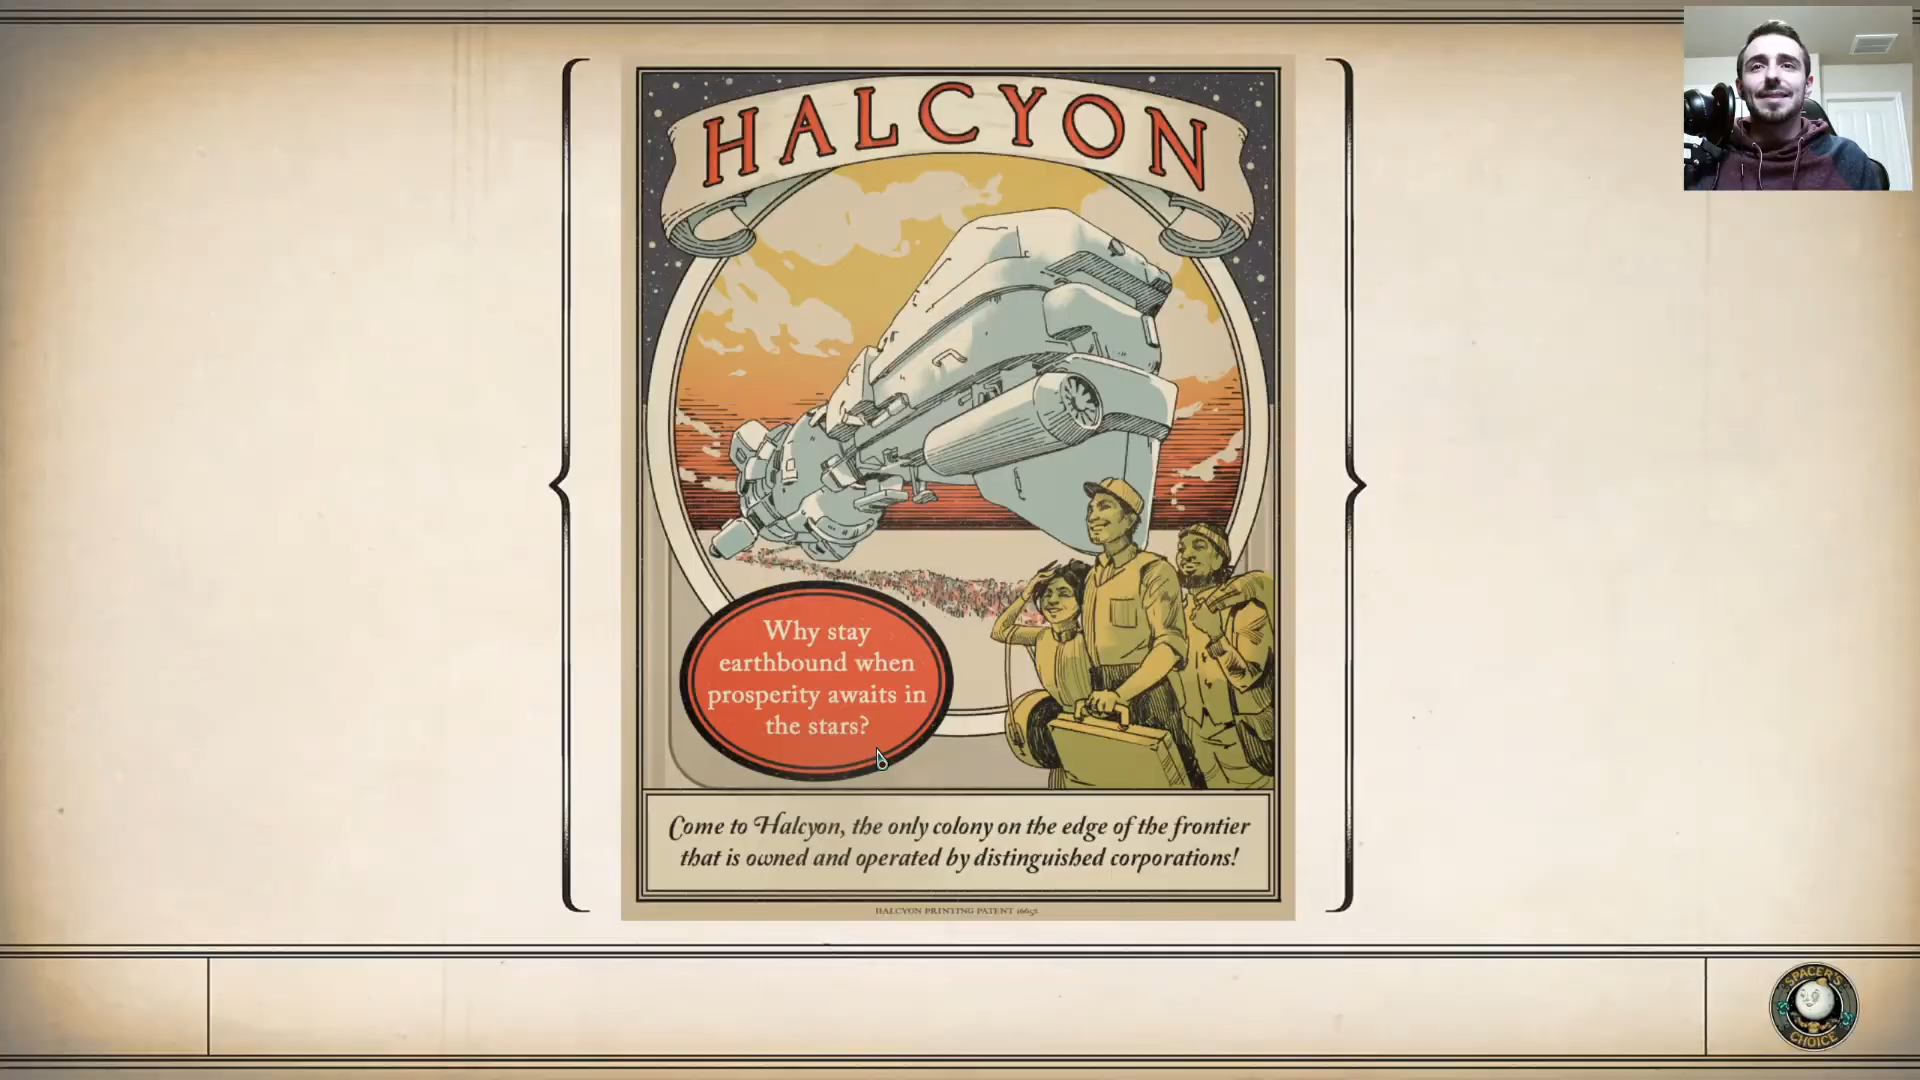 HALCYON
Why stay
earthbound when
prosperity awaits in
the stars?
Come to Halcyon, the only colony on the edge of the frontier
that is owned and operated by distinguished corporations!
HALCYON PRINTING PATENT
SPACER'S
CHOICE